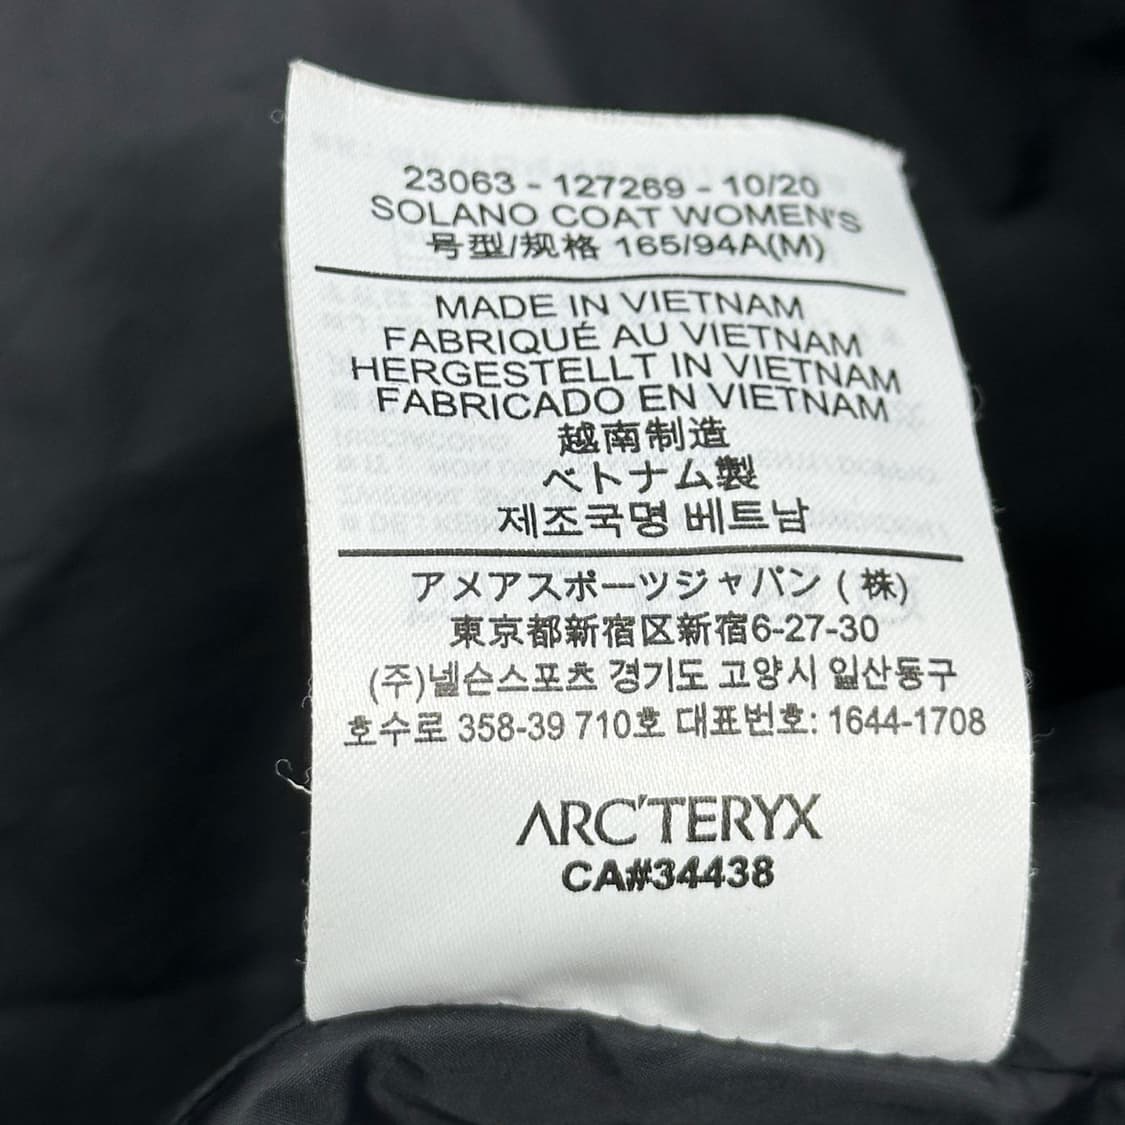 23063 - 127269 - 10/20
SOLANO COAT WOMEN'S
号型/规格 165/94A(M)
MADE IN VIETNAM
FABRIQUÉ AU VIETNAM
HERGESTELLT IN VIETNAM
FABRICADO EN VIETNAM
越南制造
ベトナム製
제조국명 베트남
アメアスポーツジャパン (株)
東京都新宿区新宿6-27-30
(주)넬슨스포츠 경기도 고양시 일산동구
호수로 358-39 710호 대표번호: 1644-1708
ARC'TERYX
CA#34438